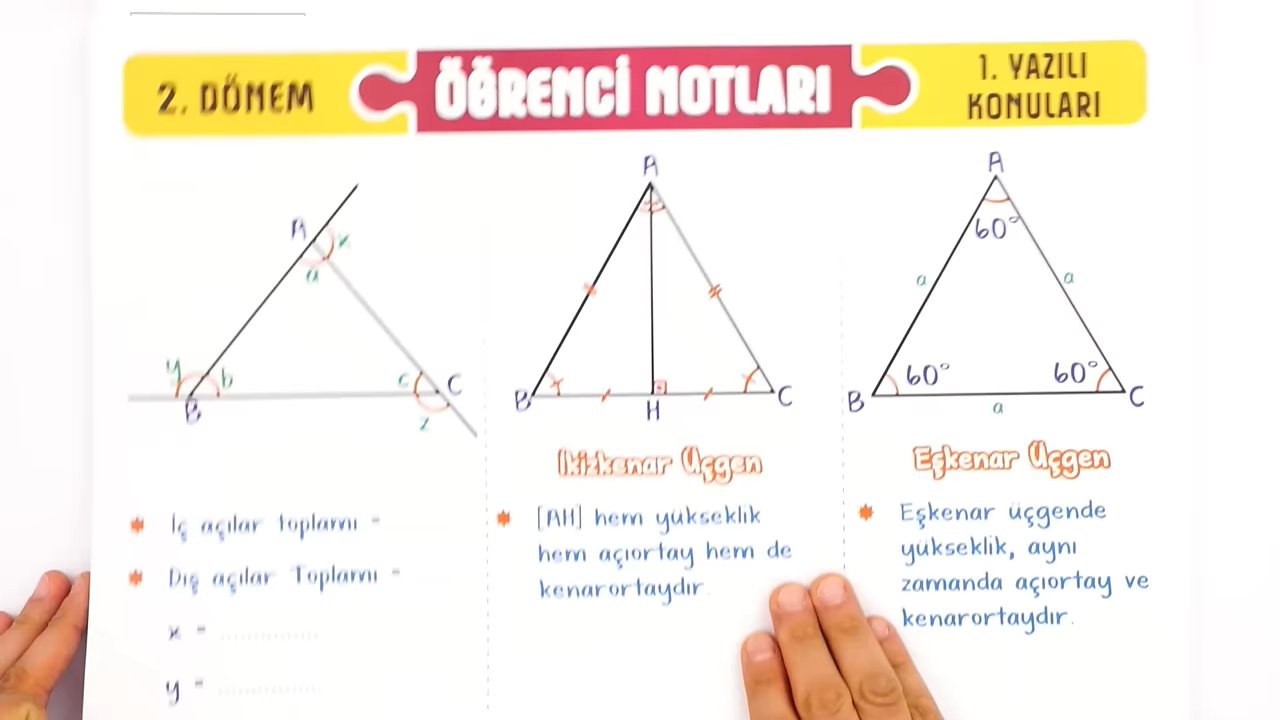 2. DÖNEM
ÖĞRENCİ NOTLARI
1. YAZILI
KONULARI
A
x
a
y
b
B
c
C
z
A
B
H
C
A
60°
a
a
60°
60°
B
a
C
İç açılar toplamı =
Dış açılar Toplamı =
x = ..............
y = ..............
İkizkenar Üçgen
[AH] hem yükseklik
hem açıortay hem de
kenarortaydır.
Eşkenar Üçgen
Eşkenar üçgende
yükseklik, aynı
zamanda açıortay ve
kenarortaydır.